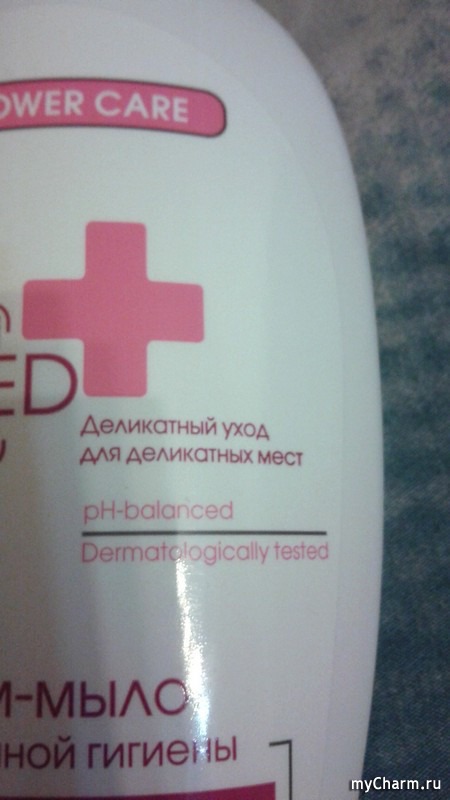 OWER CARE
ED
Деликатный уход
для деликатных мест
pH-balanced
Dermatologically tested
м-мыло
ной гигиены
myCharm.ru